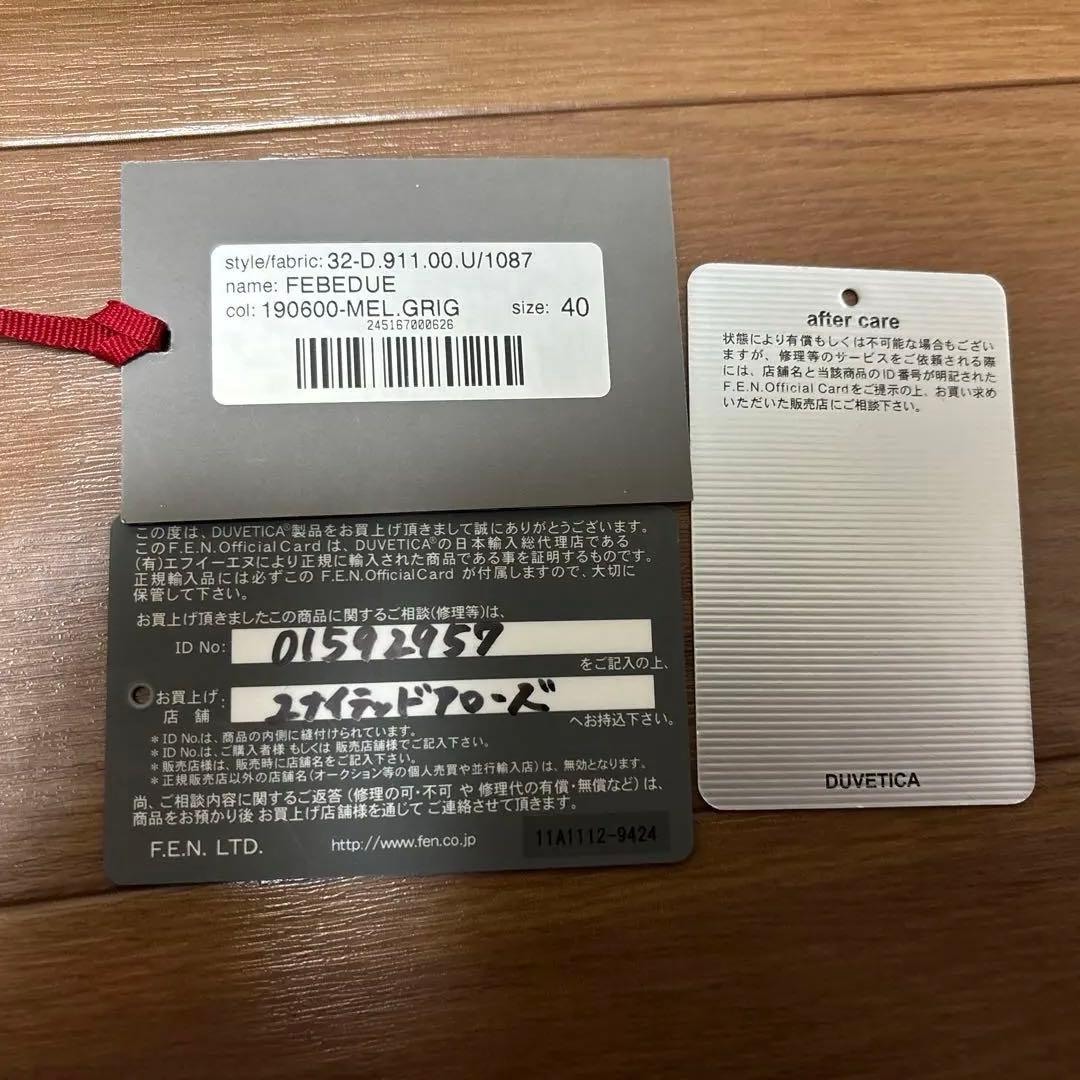 style/fabric: 32-D.911.00.U/1087
name: FEBEDUE
col: 190600-MEL.GRIG size: 40
245167000626
after care
状態により有償もしくは不可能な場合もござい
ますが、修理等のサービスをご依頼される際
には、店舗名と当該商品のID番号が明記された
F.E.N.Official Cardをご提示の上、お買い求め
いただいた販売店にご相談下さい。
DUVETICA
この度は、DUVETICA®製品をお買上げ頂きまして誠にありがとうございます。
このF.E.N.OfficialCard は、DUVETICA®の日本輸入総代理店である
(有)エフイーエヌにより正規に輸入された商品である事を証明するものです。
正規輸入品には必ずこの F.E.N.OfficialCard が付属しますので、大切に
保管して下さい。
お買上げ頂きましたこの商品に関するご相談(修理等)は、
ID No: 01592957
をご記入の上、
お買上げ店舗: ユナイテッドアローズ
へお持込下さい。
*ID No.は、商品の内側に縫付けられています。
*ID No.は、ご購入者様 もしくは 販売店舗様でご記入下さい。
*販売店様は、販売時に店舗名をご記入下さい。
*正規販売店以外の店舗名(オークション等の個人売買や並行輸入店)は、無効となります。
尚、ご相談内容に関するご返答(修理の可・不可 や 修理代の有償・無償など)は、
商品をお預かり後 お買上げ店舗様を通じて ご連絡させて頂きます。
F.E.N. LTD. http://www.fen.co.jp 11A1112-9424